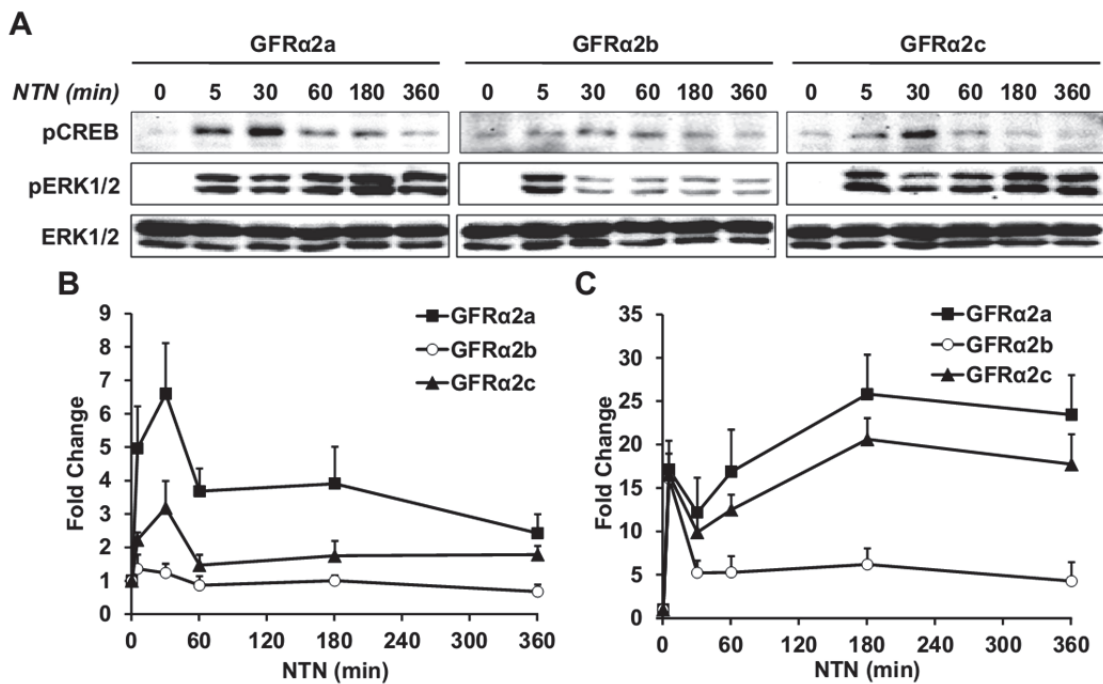 A
GFRα2a GFRα2b GFRα2c
NTN (min) 0 5 30 60 180 360 0 5 30 60 180 360 0 5 30 60 180 360
pCREB
pERK1/2
ERK1/2
B
9
8
7
6
5
4
3
2
1
0
Fold Change
GFRα2a
GFRα2b
GFRα2c
0 60 120 180 240 300 360
NTN (min)
C
35
30
25
20
15
10
5
0
Fold Change
GFRα2a
GFRα2b
GFRα2c
0 60 120 180 240 300 360
NTN (min)